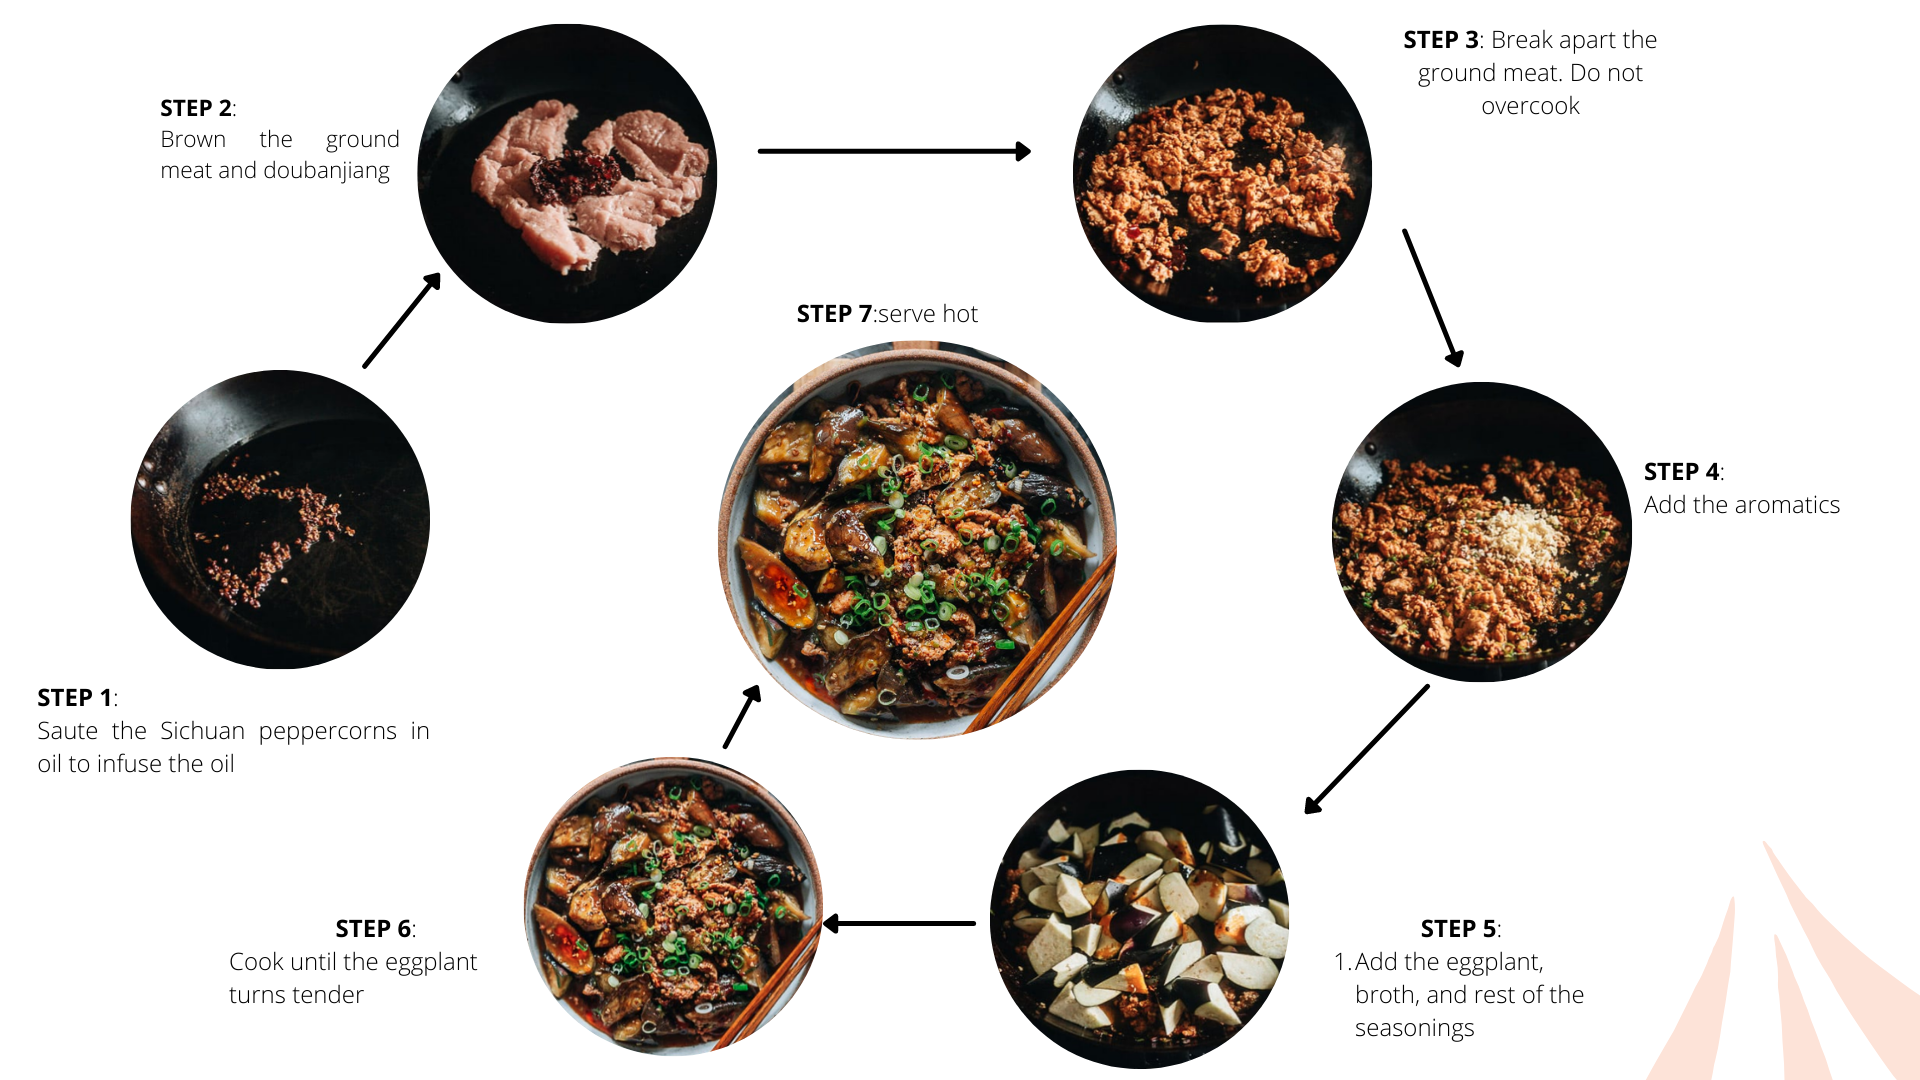 STEP 1:
Saute the Sichuan peppercorns in
oil to infuse the oil
STEP 2:
Brown the ground
meat and doubanjiang
STEP 3: Break apart the
ground meat. Do not
overcook
STEP 4:
Add the aromatics
STEP 5:
1.Add the eggplant,
broth, and rest of the
seasonings
STEP 6:
Cook until the eggplant
turns tender
STEP 7:serve hot